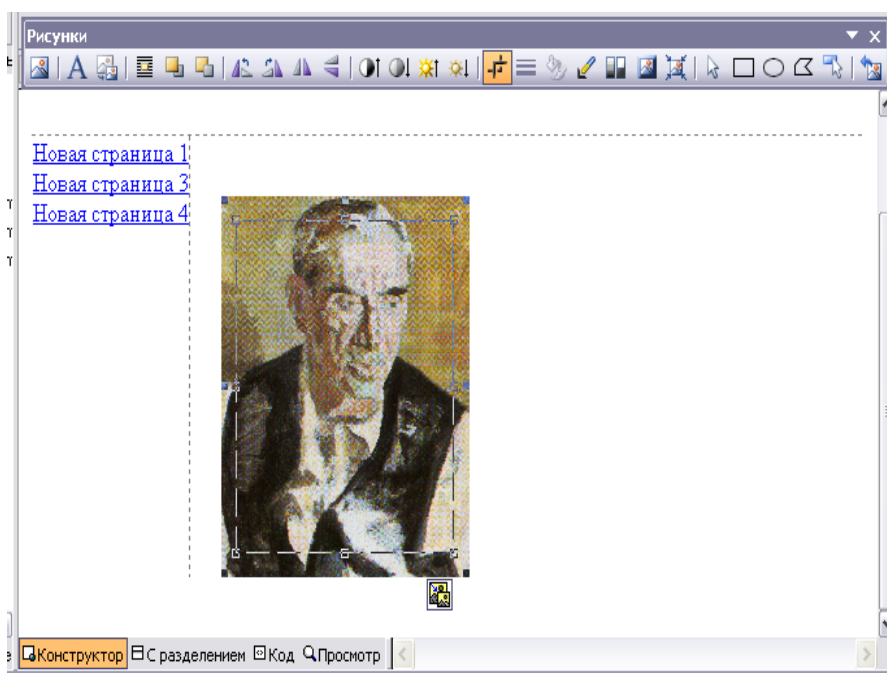 Рисунки
Новая страница 1
Новая страница 3
Новая страница 4
Конструктор С разделением Код Просмотр